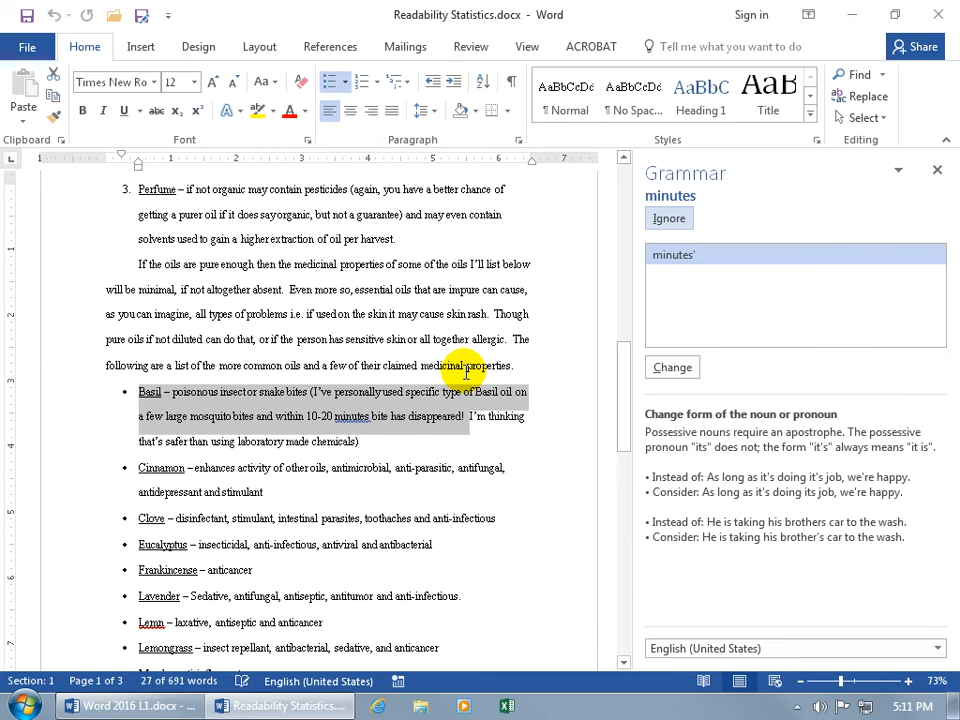 Readability Statistics.docx - Word
Sign in
File Home Insert Design Layout References Mailings Review View ACROBAT Tell me what you want to do Share
Paste
Times New Ro 12
AaBbCcDc AaBbCcDc AaBbC AaB
¶ Normal ¶ No Spac... Heading 1 Title
Find
Replace
Select
Clipboard Font Paragraph Styles Editing
1 1 2 3 4 5 6 7
3. Perfume – if not organic may contain pesticides (again, you have a better chance of
getting a purer oil if it does say organic, but not a guarantee) and may even contain
solvents used to gain a higher extraction of oil per harvest.
If the oils are pure enough then the medicinal properties of some of the oils I'll list below
will be minimal, if not altogether absent. Even more so, essential oils that are impure can cause,
as you can imagine, all types of problems i.e. if used on the skin it may cause skin rash. Though
pure oils if not diluted can do that, or if the person has sensitive skin or all together allergic. The
following are a list of the more common oils and a few of their claimed medicinal properties.
• Basil – poisonous insect or snake bites (I've personally used specific type of Basil oil on
a few large mosquito bites and within 10-20 minutes bite has disappeared! I'm thinking
that's safer than using laboratory made chemicals)
• Cinnamon – enhances activity of other oils, antimicrobial, anti-parasitic, antifungal,
antidepressant and stimulant
• Clove – disinfectant, stimulant, intestinal parasites, toothaches and anti-infectious
• Eucalyptus – insecticidal, anti-infectious, antiviral and antibacterial
• Frankincense – anticancer
• Lavender – Sedative, antifungal, antiseptic, antitumor and anti-infectious.
• Lemn – laxative, antiseptic and anticancer
• Lemongrass – insect repellant, antibacterial, sedative, and anticancer
1
2
3
4
5
6
7
Grammar
minutes
Ignore
minutes'
Change
Change form of the noun or pronoun
Possessive nouns require an apostrophe. The possessive
pronoun "its" does not; the form "it's" always means "it is".
• Instead of: As long as it's doing it's job, we're happy.
• Consider: As long as it's doing its job, we're happy.
• Instead of: He is taking his brothers car to the wash.
• Consider: He is taking his brother's car to the wash.
English (United States)
Section: 1 Page 1 of 3 27 of 691 words English (United States) 73%
Word 2016 L1.docx - ... Readability Statistics.... 5:11 PM